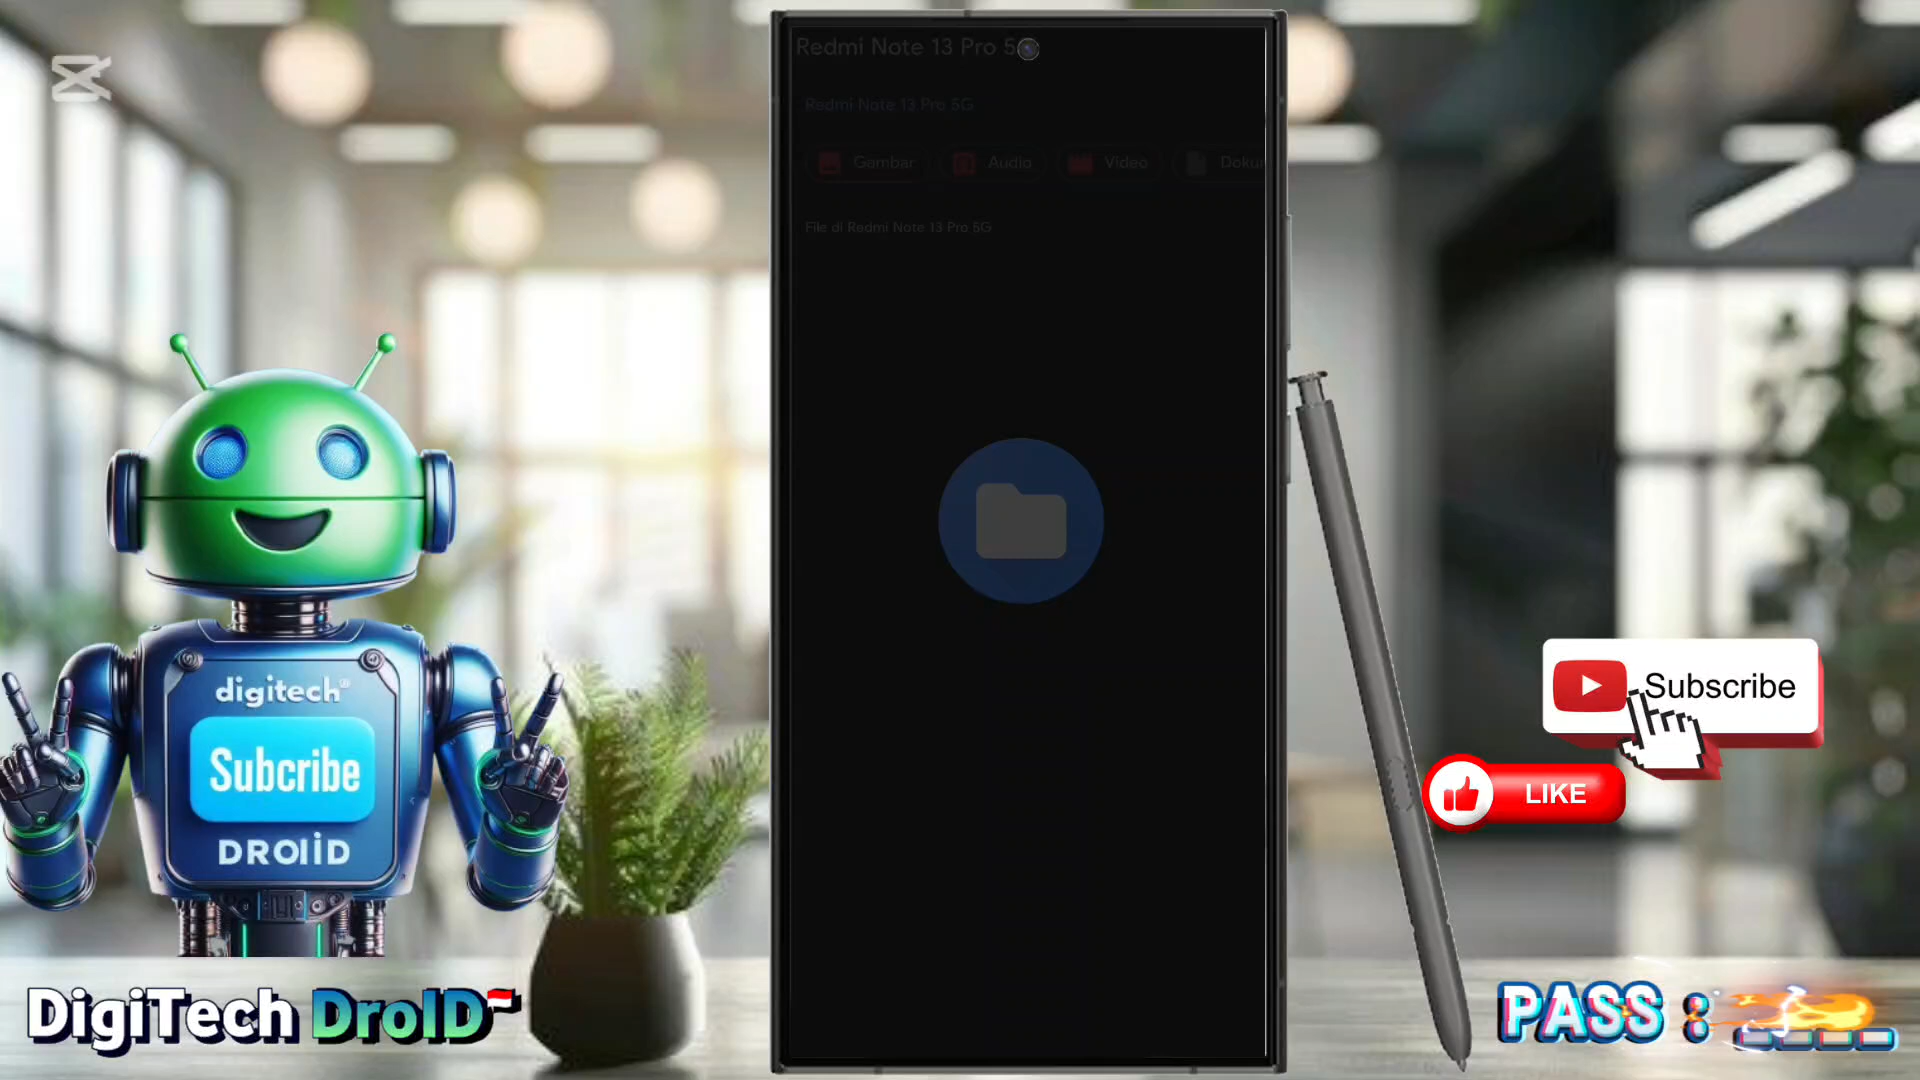 Redmi Note 13 Pro 5G
Redmi Note 13 Pro 5G
Gambar
Audio
Video
Dokum
File di Redmi Note 13 Pro 5G
digitech
Subcribe
DROIID
Subscribe
LIKE
DigiTech DroID
PASS :